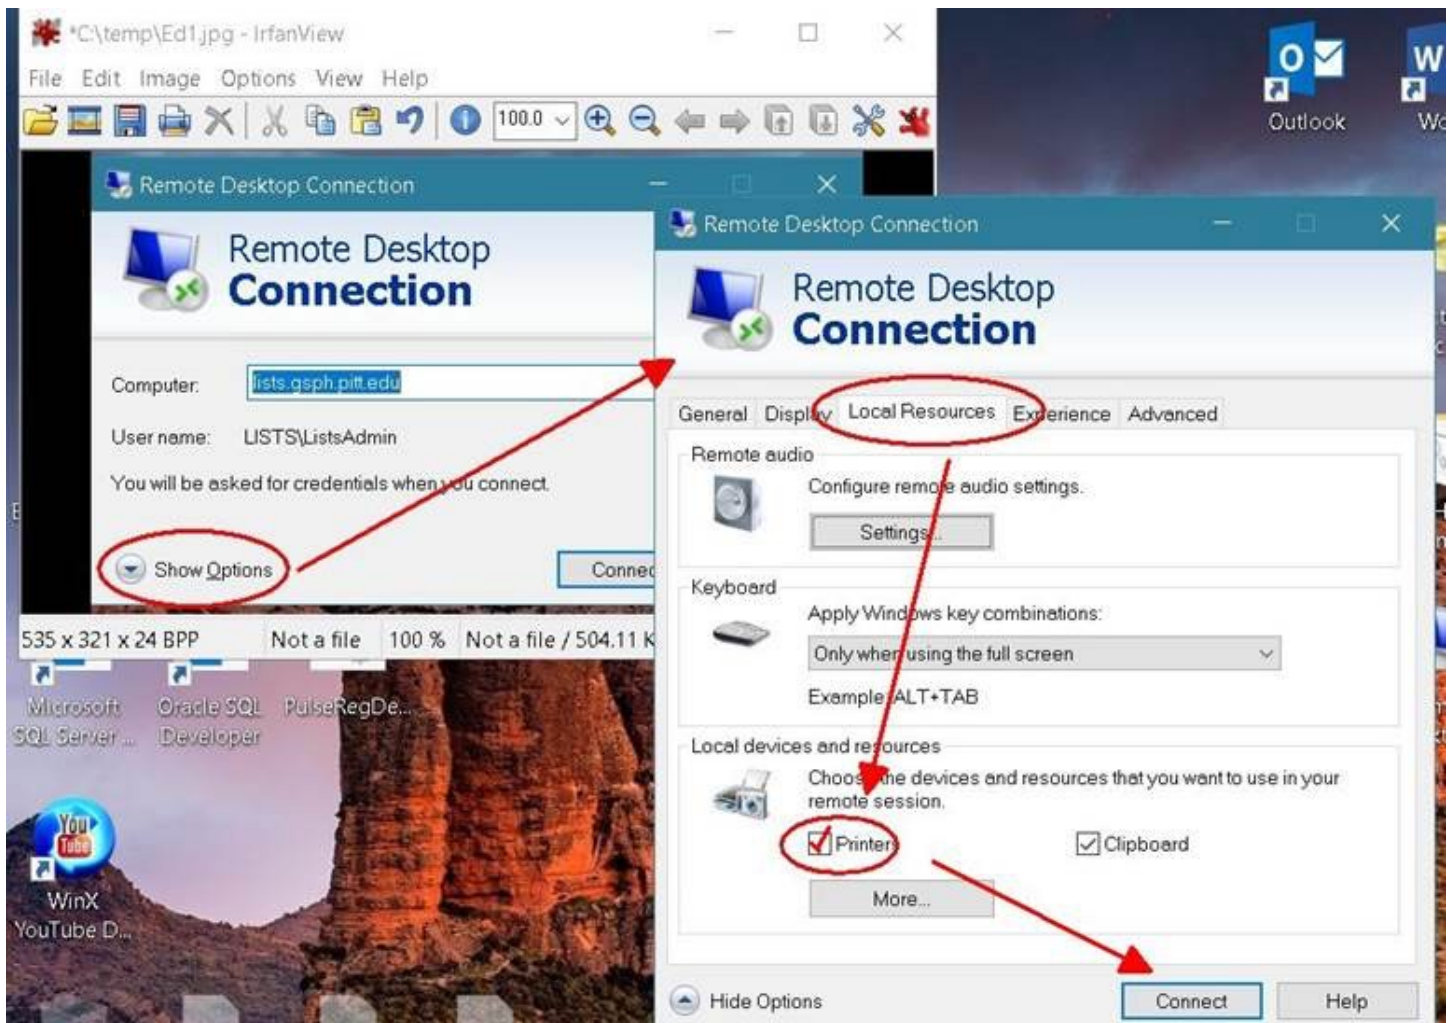 *C:\temp\Ed1.jpg - IrfanView
File Edit Image Options View Help
100.0
Outlook
Remote Desktop Connection
Remote Desktop
Connection
Computer: lists.gsph.pitt.edu
User name: LISTS\ListsAdmin
You will be asked for credentials when you connect.
Show Options
535 x 321 x 24 BPP Not a file 100 % Not a file / 504.11 K
Microsoft
SQL Server ...
Oracle SQL
Developer
PulseRegDe...
You
Tube
WinX
YouTube D...
Remote Desktop Connection
Remote Desktop
Connection
General Display Local Resources Experience Advanced
Remote audio
Configure remote audio settings.
Settings...
Keyboard
Apply Windows key combinations:
Only when using the full screen
Example: ALT+TAB
Local devices and resources
Choose the devices and resources that you want to use in your
remote session.
Printers Clipboard
More...
Hide Options Connect Help